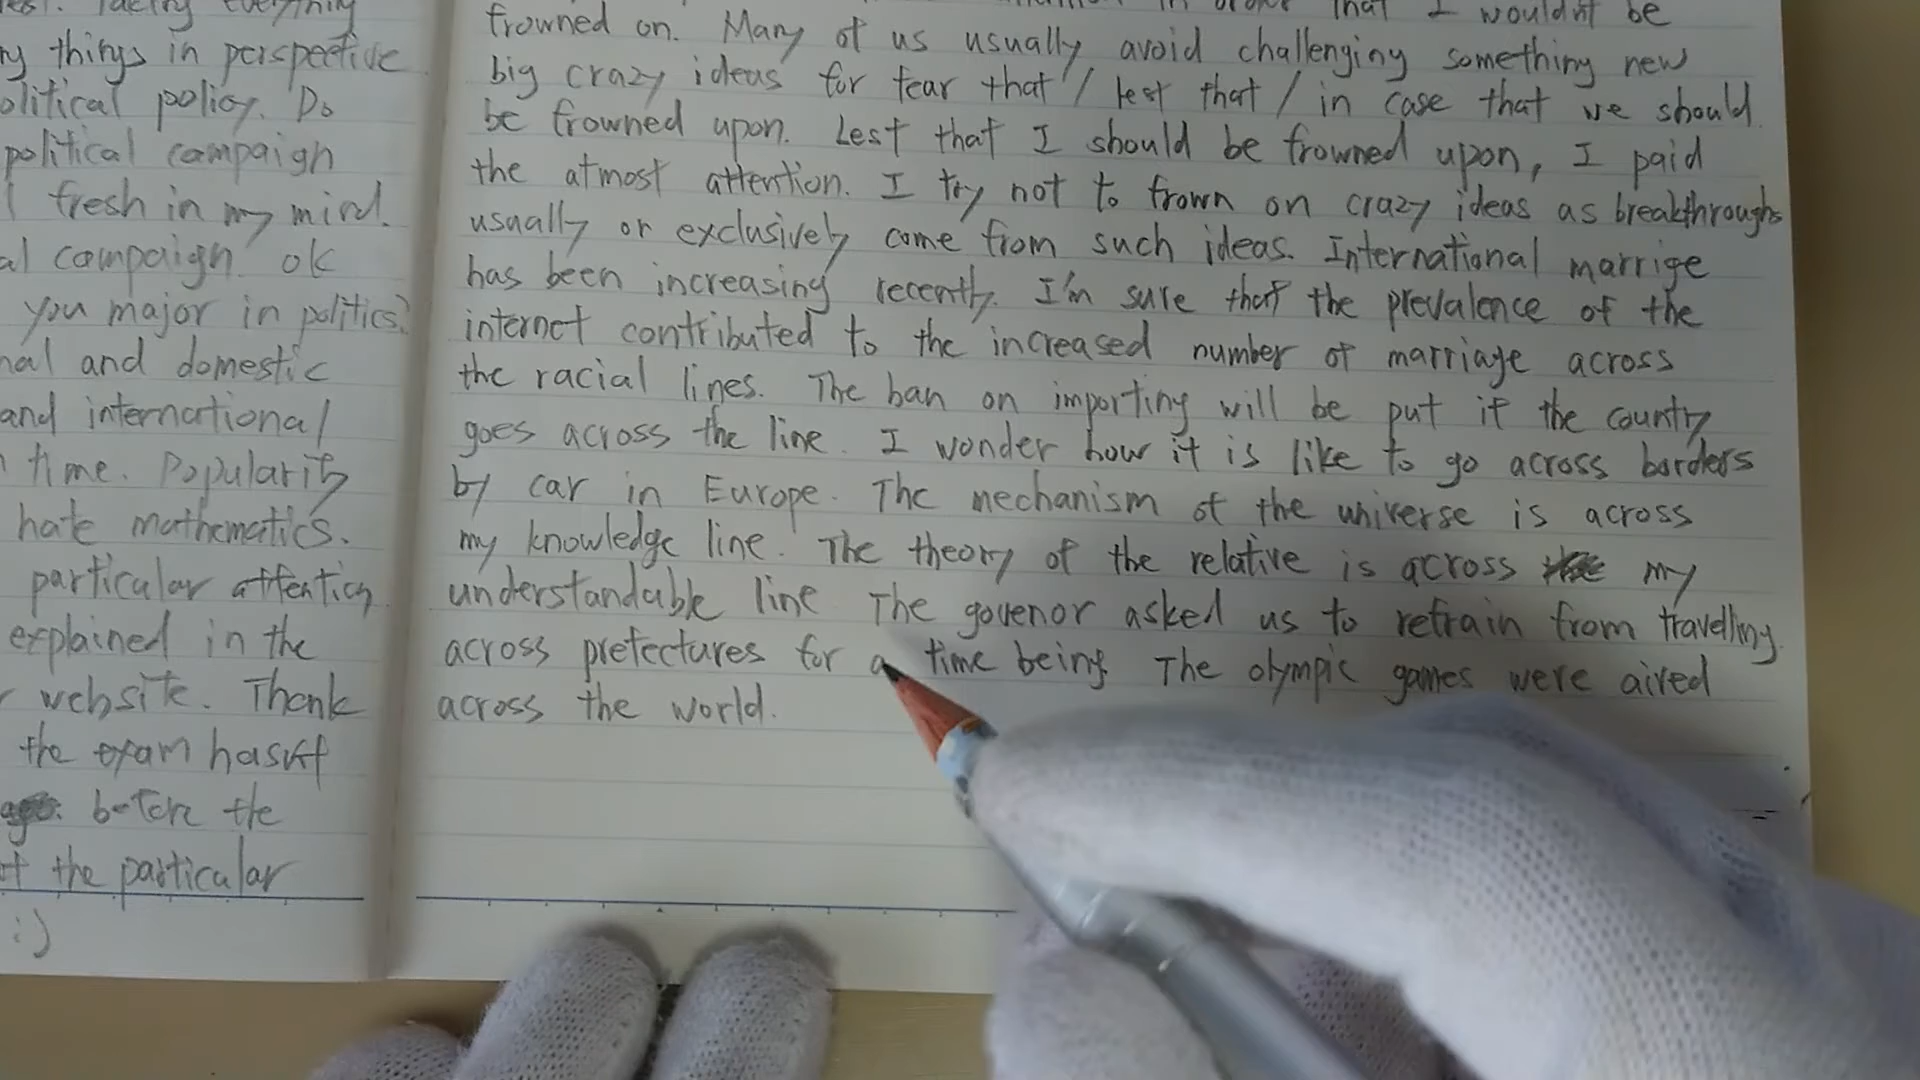 things in perspective
political policy. Do
political campaign
fresh in my mind.
campaign. ok
you major in politics?
and domestic
and international
time. Popularity
hate mathematics.
particular attention
explained in the
website. Thank
the exam
before the
the particular
:)
that I wouldn't be
frowned on. Many of us usually avoid challenging something new
big crazy ideas for fear that / lest that / in case that we should
be frowned upon. Lest that I should be frowned upon, I paid
the atmost attention. I try not to frown on crazy ideas as breakthroughs
usually or exclusively come from such ideas. International marrige
has been increasing recently. I'm sure that the prevalence of the
internet contributed to the increased number of marriage across
the racial lines. The ban on importing will be put if the country
goes across the line. I wonder how it is like to go across borders
by car in Europe. The mechanism of the universe is across
my knowledge line. The theory of the relative is across my
understandable line. The govenor asked us to refrain from travelling
across prefectures for a time being. The olympic games were aired
across the world.